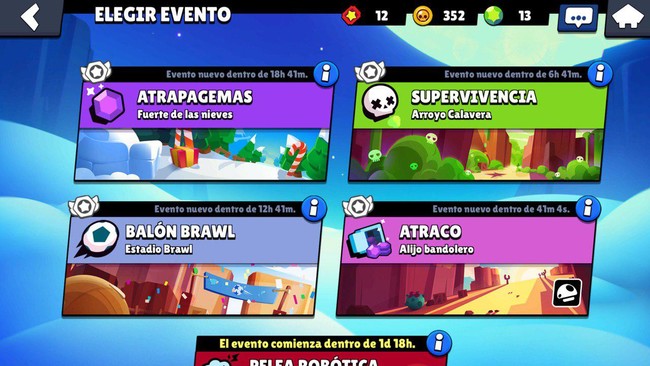 ELEGIR EVENTO
12
352
13
Evento nuevo dentro de 18h 41m.
ATRAPAGEMAS
Fuerte de las nieves
Evento nuevo dentro de 6h 41m.
SUPERVIVENCIA
Arroyo Calavera
Evento nuevo dentro de 12h 41m.
BALÓN BRAWL
Estadio Brawl
Evento nuevo dentro de 41m 4s.
ATRACO
Alijo bandolero
El evento comienza dentro de 1d 18h.
PELEA ROBÓTICA